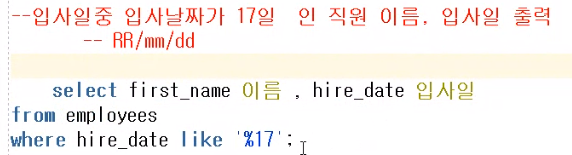 --입사일중 입사날짜가 17일 인 직원 이름, 입사일 출력
-- RR/mm/dd
select first_name 이름 , hire_date 입사일
from employees
where hire_date like '%17';